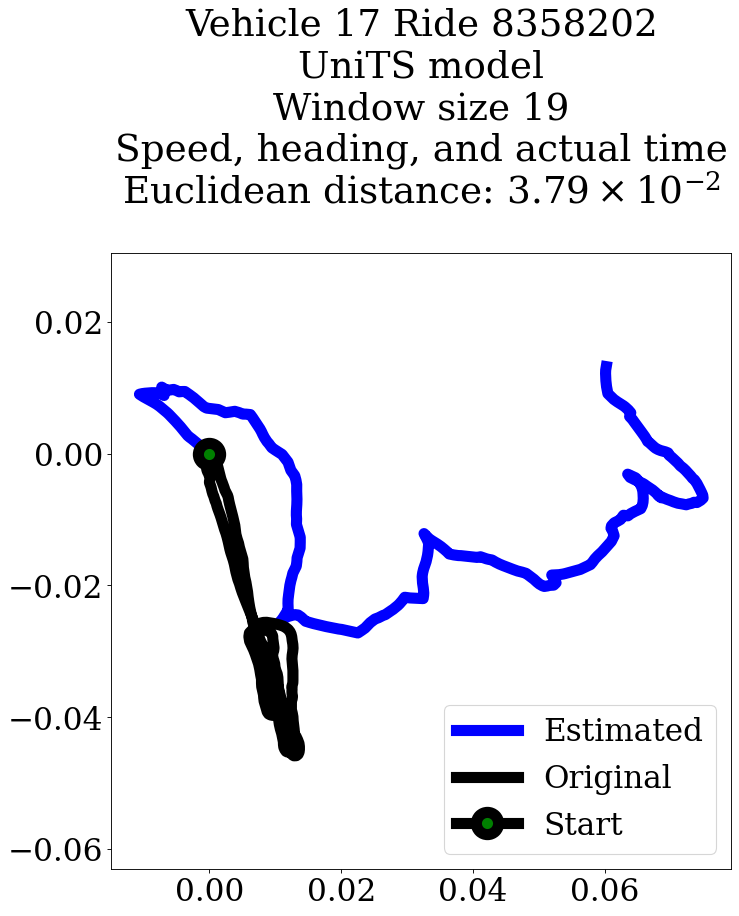 Vehicle 17 Ride 8358202
UniTS model
Window size 19
Speed, heading, and actual time
Euclidean distance: 3.79 × 10⁻²
0.02
0.00
−0.02
−0.04
−0.06
0.00 0.02 0.04 0.06
Estimated
Original
Start